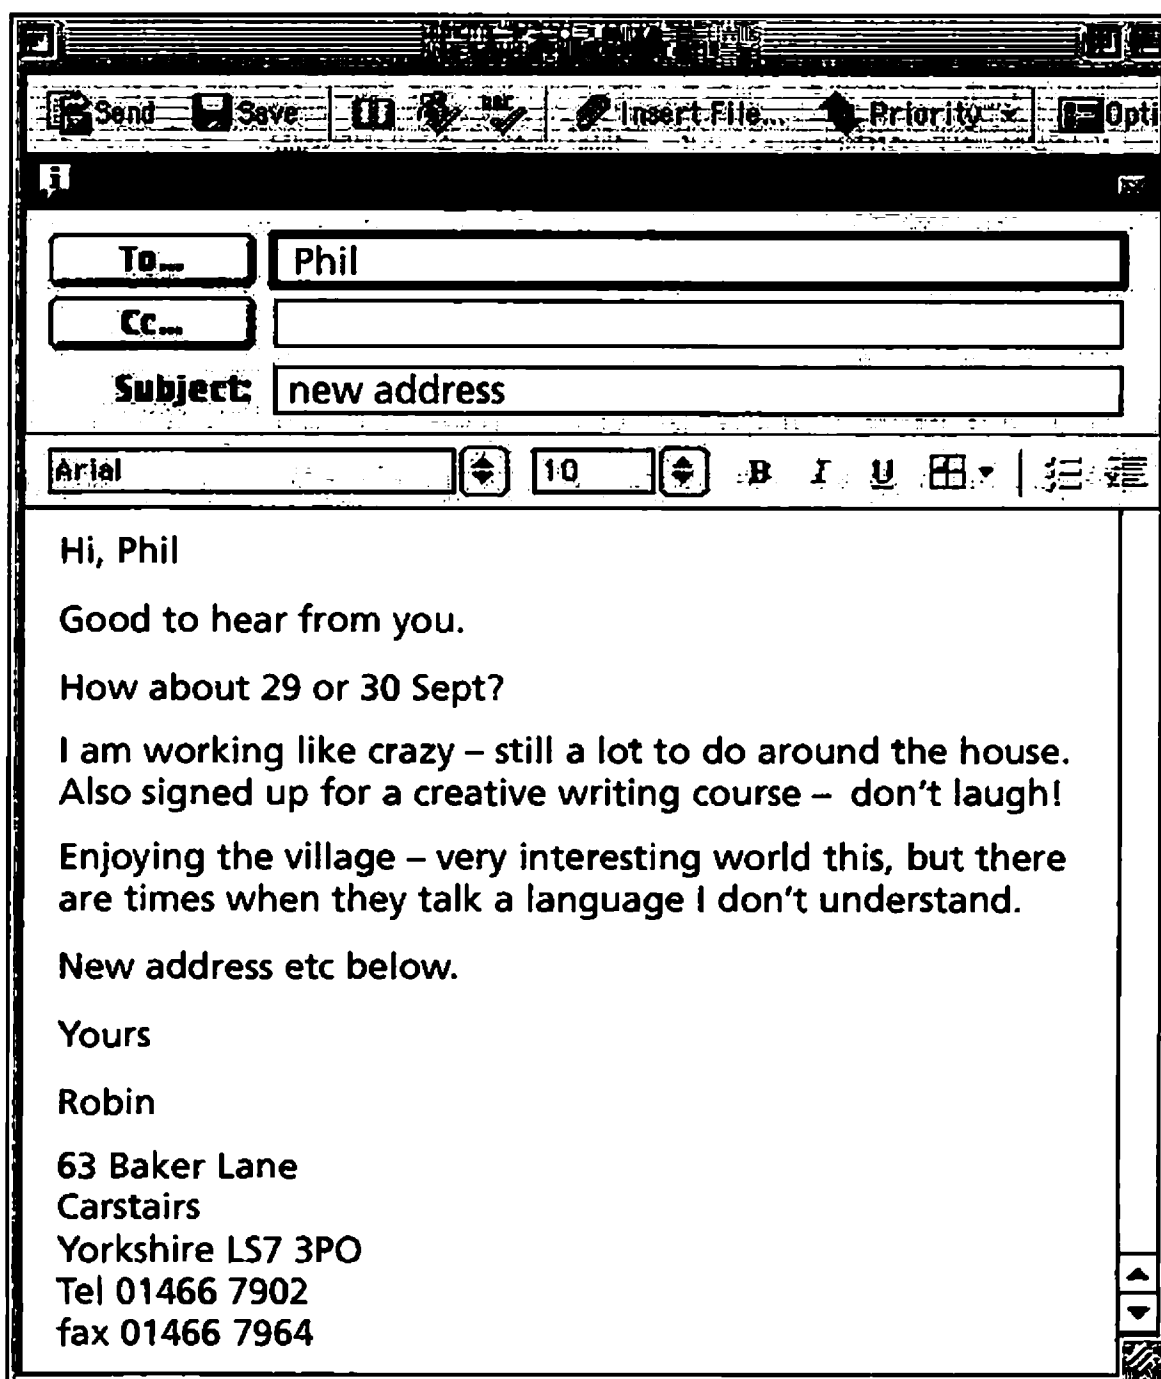 Send Save Insert File... Priority Opti
To...
Phil
Cc...
Subject:
new address
Arial 10 B I U
Hi, Phil
Good to hear from you.
How about 29 or 30 Sept?
I am working like crazy – still a lot to do around the house.
Also signed up for a creative writing course – don't laugh!
Enjoying the village – very interesting world this, but there
are times when they talk a language I don't understand.
New address etc below.
Yours
Robin
63 Baker Lane
Carstairs
Yorkshire LS7 3PO
Tel 01466 7902
fax 01466 7964